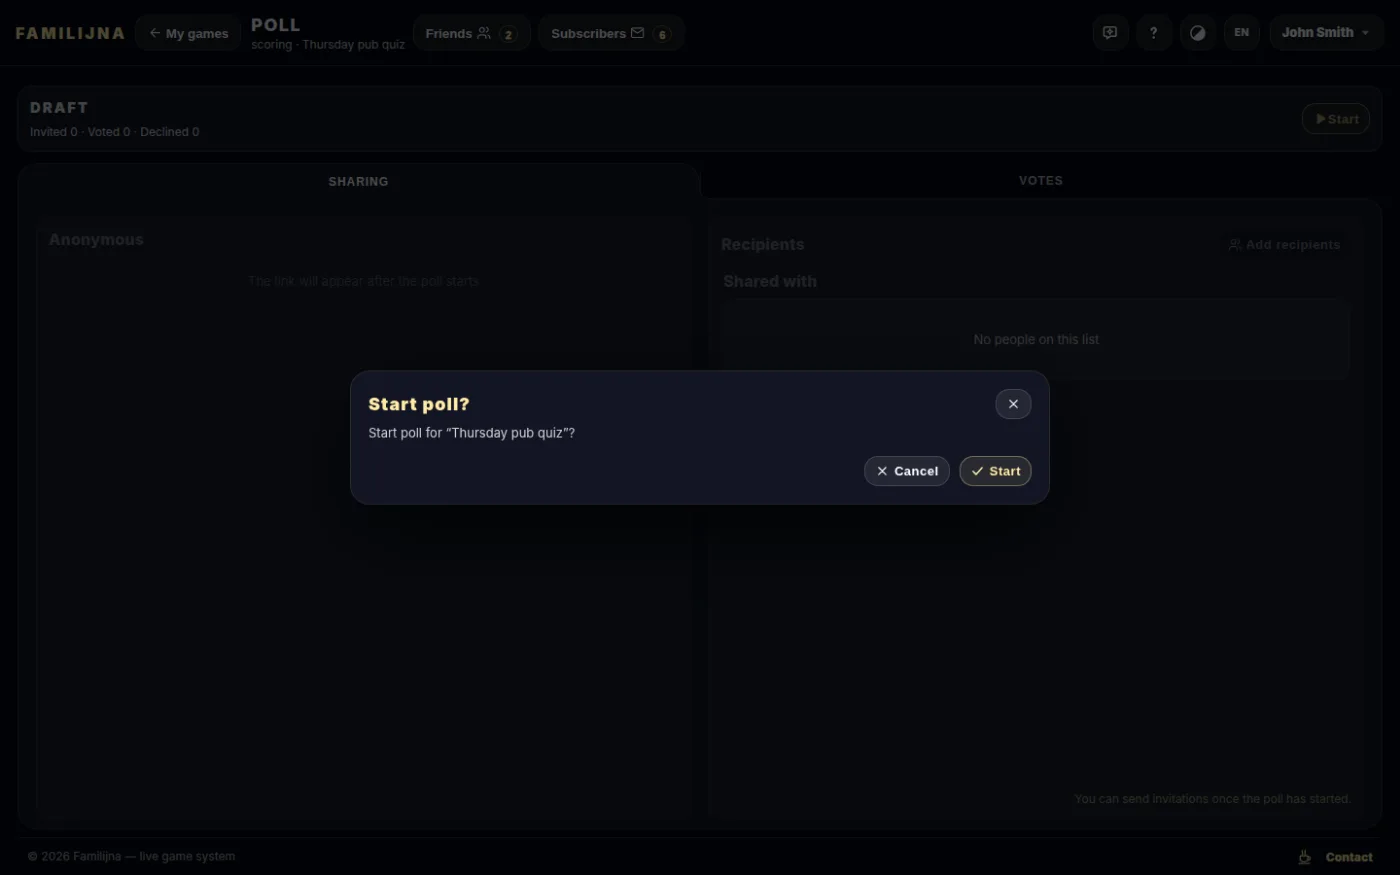 FAMILIJNA
My games
POLL
scoring · Thursday pub quiz
Friends 2
Subscribers 6
?
EN
John Smith
DRAFT
Invited 0 · Voted 0 · Declined 0
Start
SHARING
VOTES
Anonymous
The link will appear after the poll starts
Recipients
Add recipients
Shared with
No people on this list
Start poll?
Start poll for “Thursday pub quiz”?
Cancel
Start
You can send invitations once the poll has started.
© 2026 Familijna — live game system
Contact